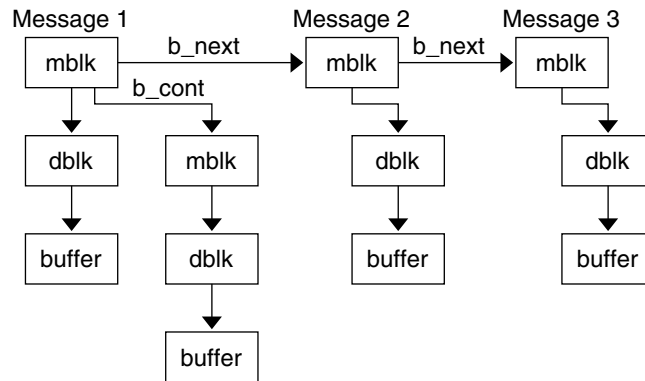 Message 1 Message 2 Message 3
mblk b_next mblk b_next mblk
b_cont
dblk mblk dblk dblk
buffer dblk buffer buffer
buffer